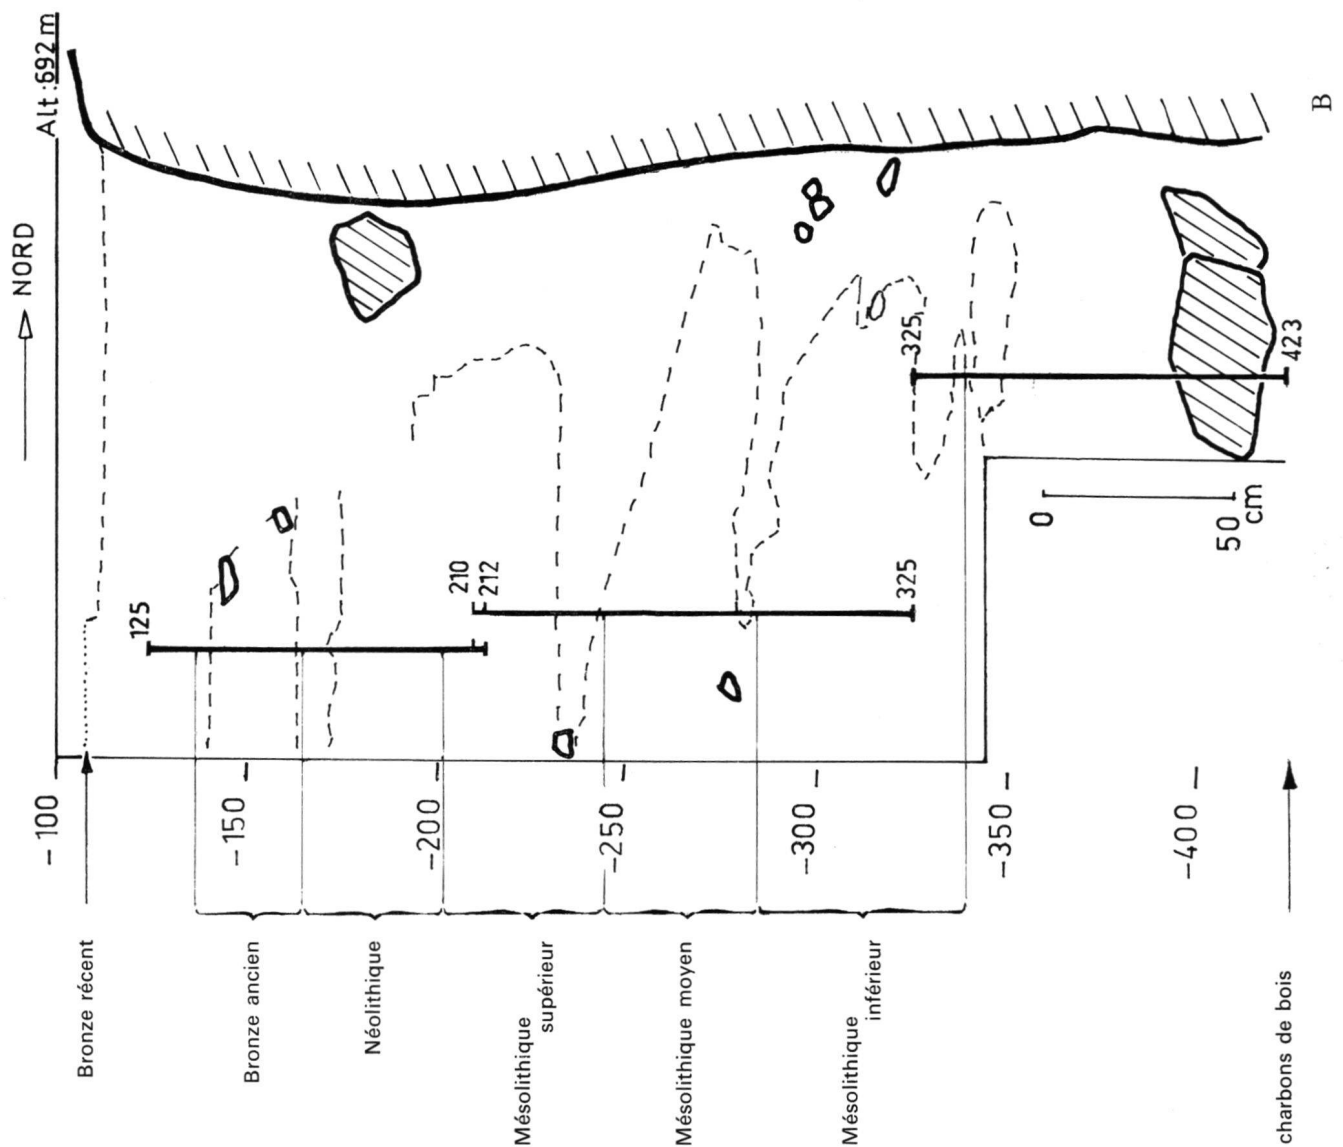 NORD
Alt :692 m
-100
-150
-200
-250
-300
-350
-400
Bronze récent
Bronze ancien
Néolithique
Mésolithique
supérieur
Mésolithique moyen
Mésolithique
inférieur
charbons de bois
125
210
212
325
325
423
0
50
cm
B